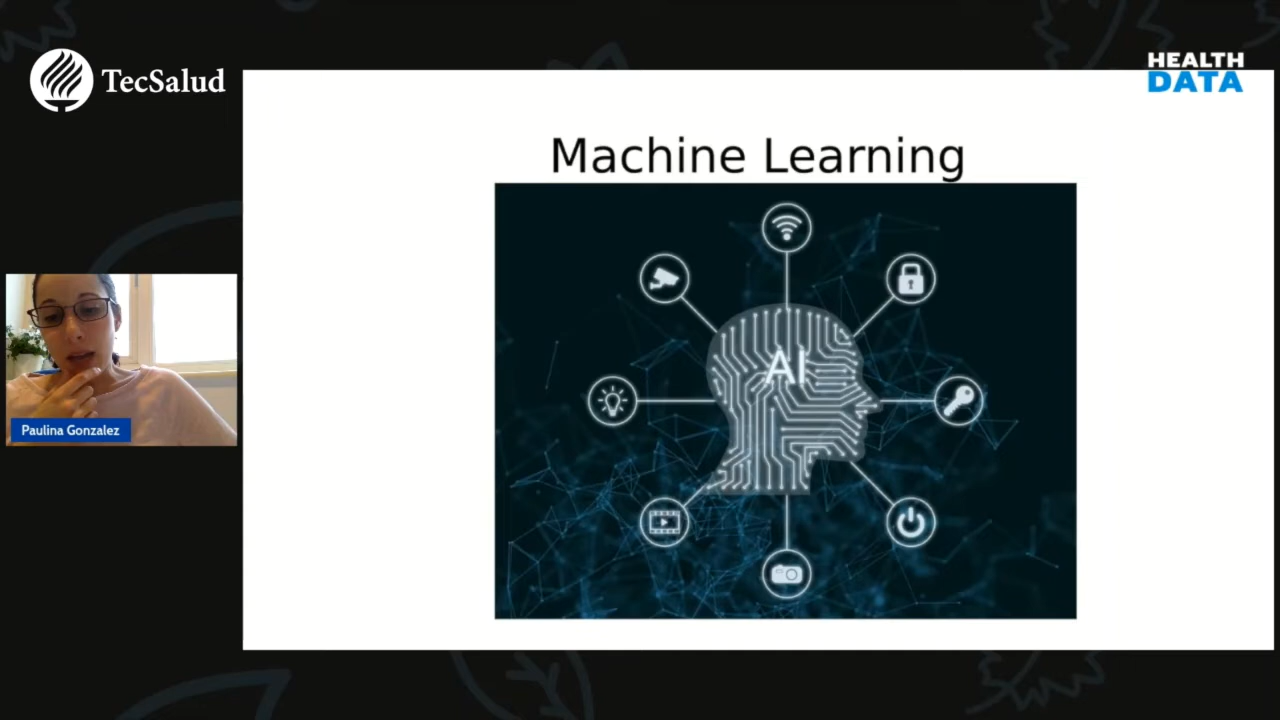 TecSalud
HEALTH
DATA
Machine Learning
AI
Paulina Gonzalez